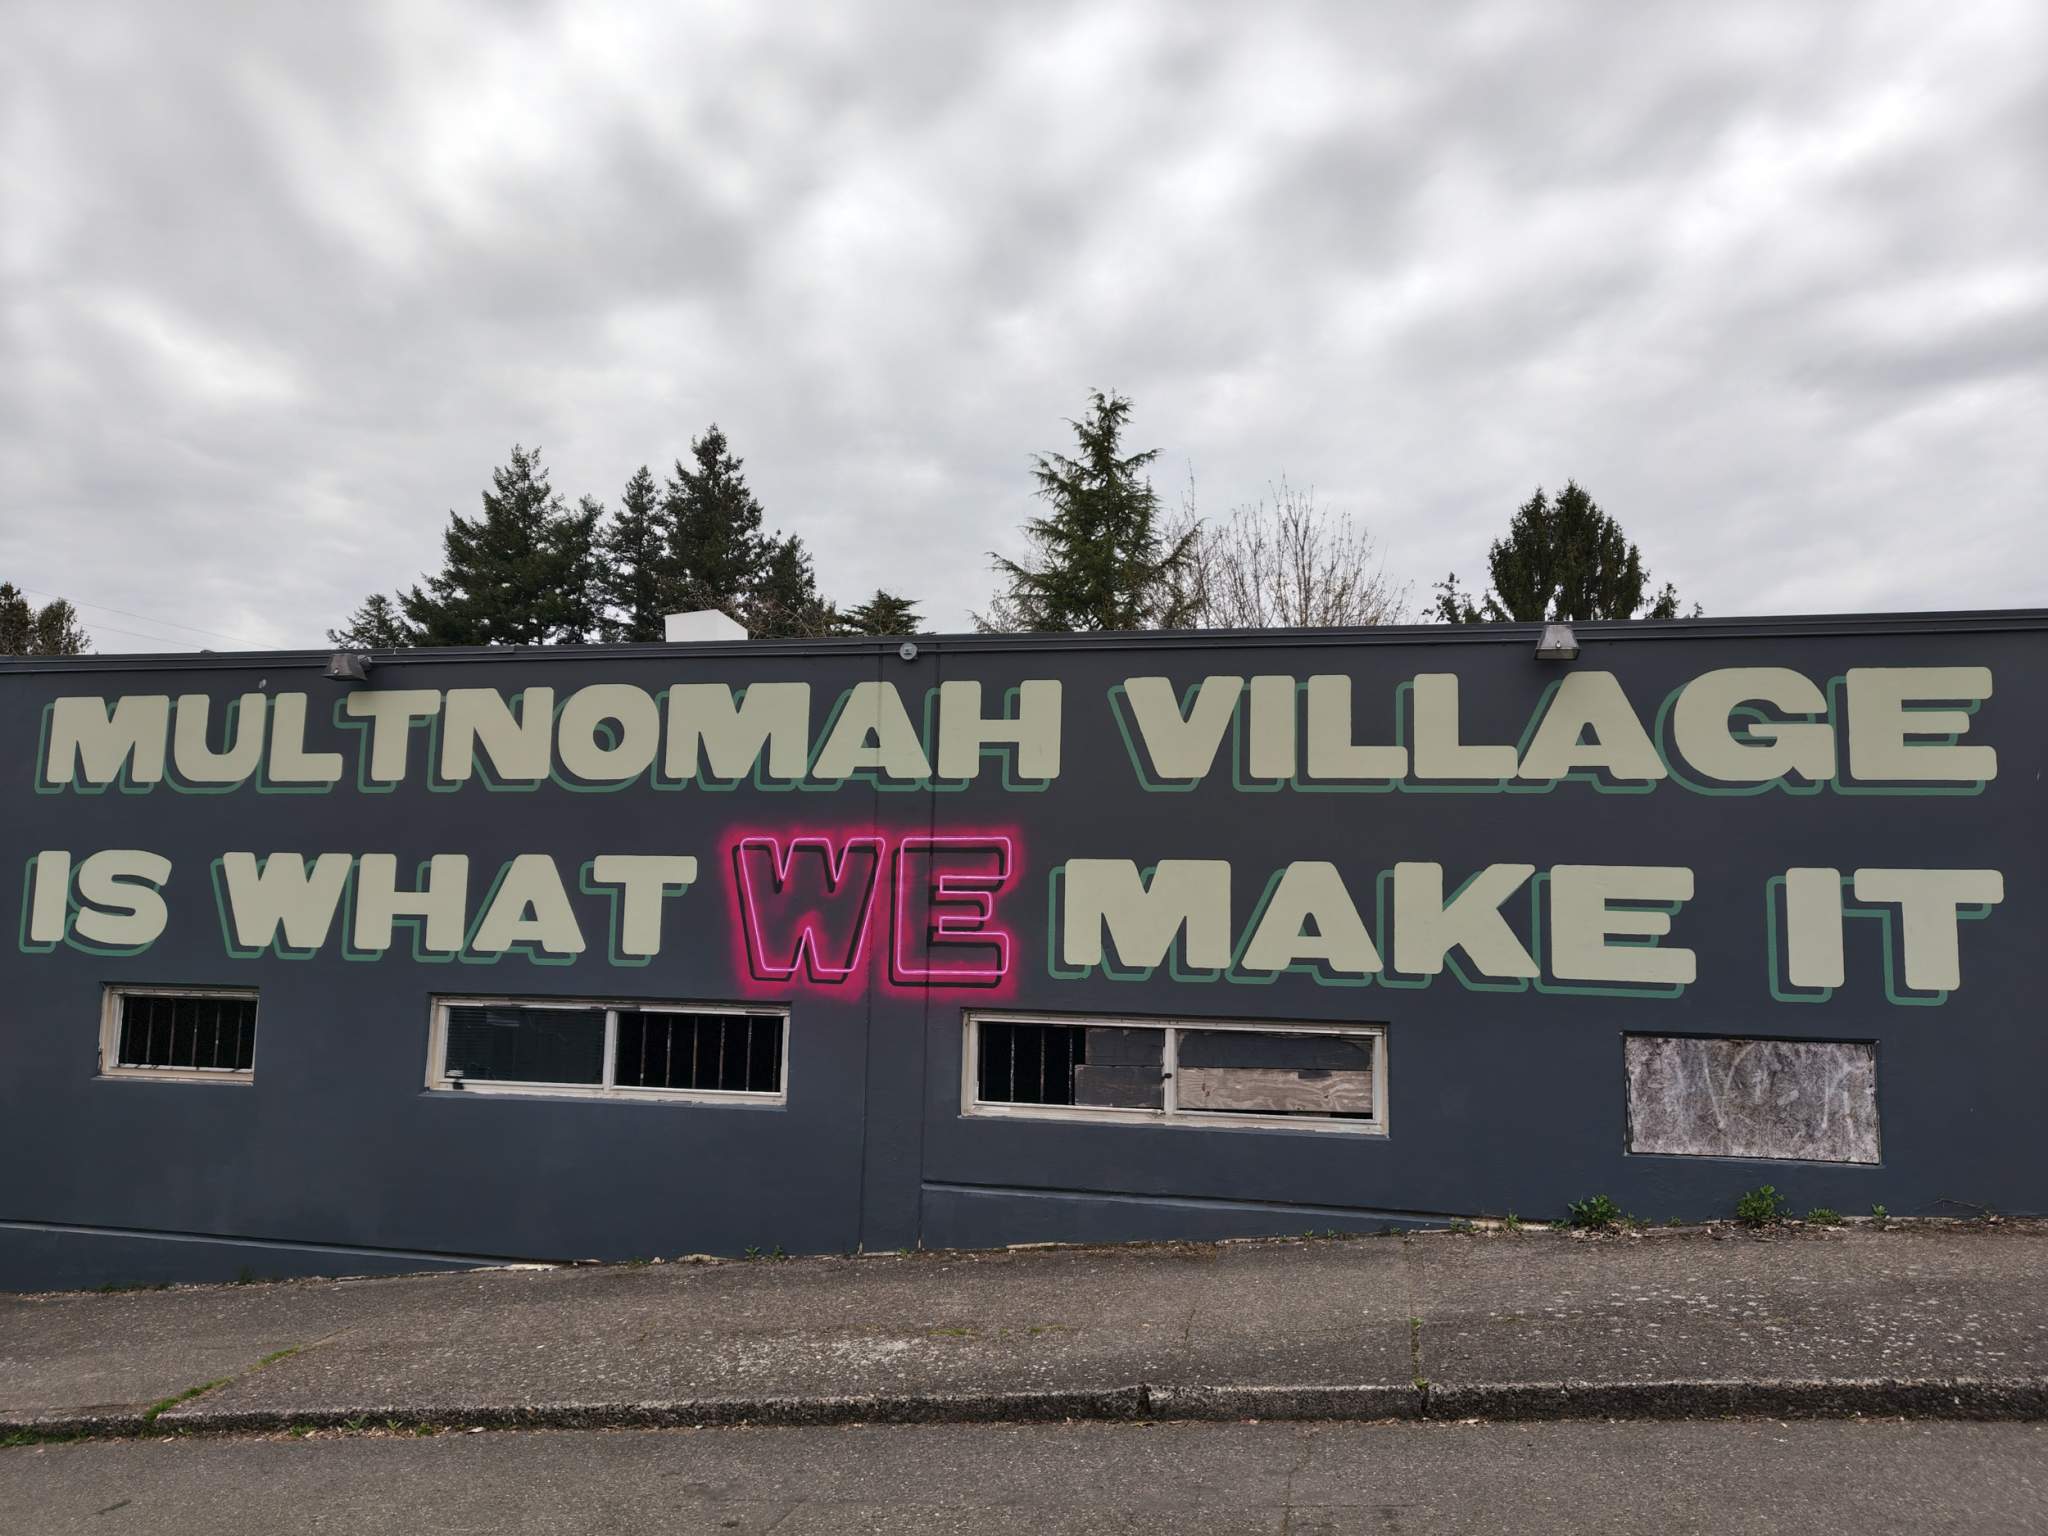 MULTNOMAH VILLAGE
IS WHAT WE MAKE IT